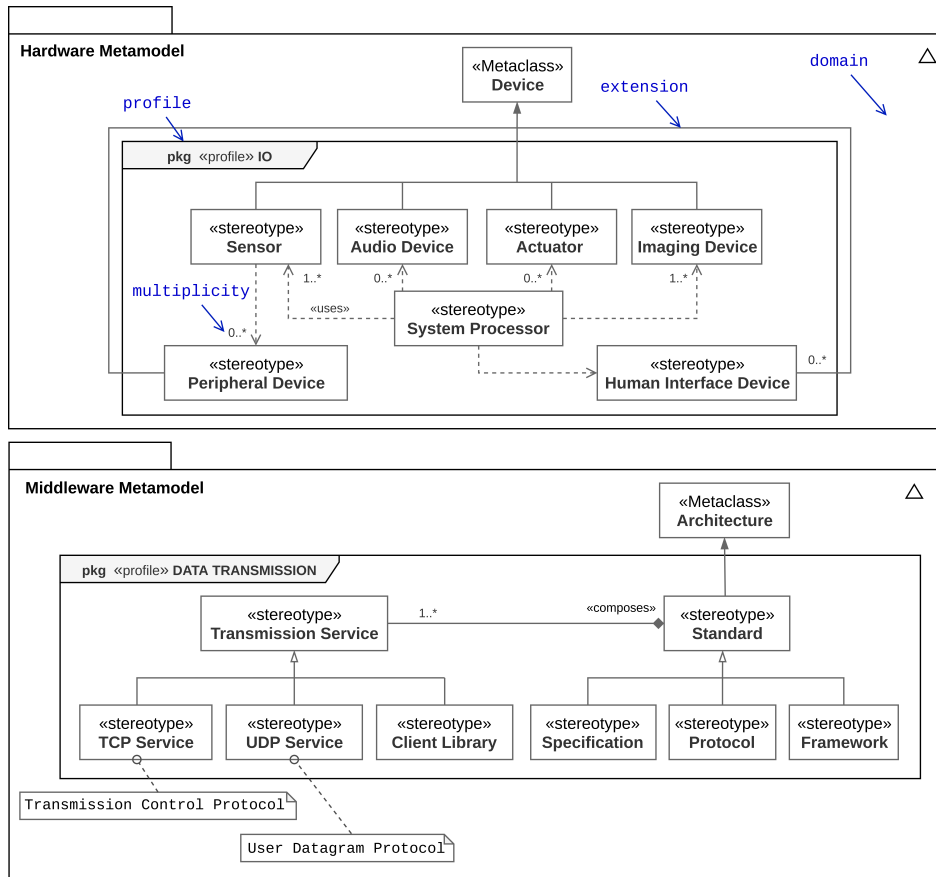 Hardware Metamodel
«Metaclass»
Device
domain
extension
profile
pkg «profile» IO
«stereotype»
Sensor
«stereotype»
Audio Device
«stereotype»
Actuator
«stereotype»
Imaging Device
1..*
0..*
0..*
1..*
multiplicity
«uses»
«stereotype»
System Processor
0..*
«stereotype»
Peripheral Device
«stereotype»
Human Interface Device
0..*
Middleware Metamodel
«Metaclass»
Architecture
pkg «profile» DATA TRANSMISSION
«stereotype»
Transmission Service
1..*
«composes»
«stereotype»
Standard
«stereotype»
TCP Service
«stereotype»
UDP Service
«stereotype»
Client Library
«stereotype»
Specification
«stereotype»
Protocol
«stereotype»
Framework
Transmission Control Protocol
User Datagram Protocol